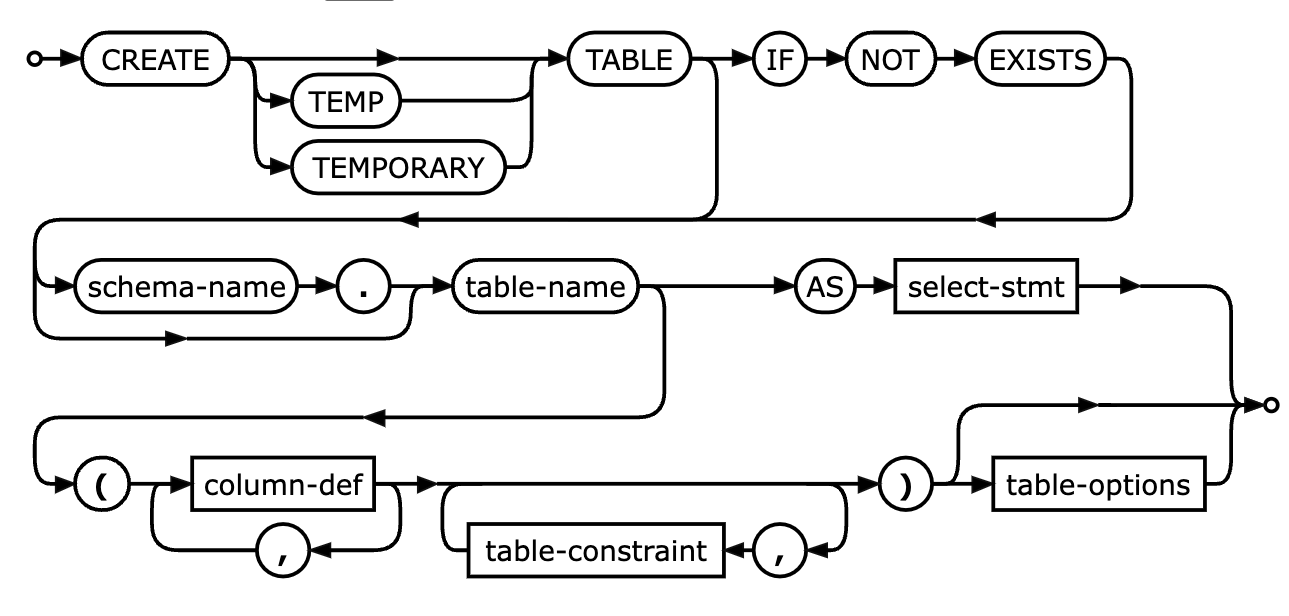 CREATE TABLE IF NOT EXISTS
TEMP
TEMPORARY
schema-name . table-name AS select-stmt
( column-def ) table-options
, table-constraint ,